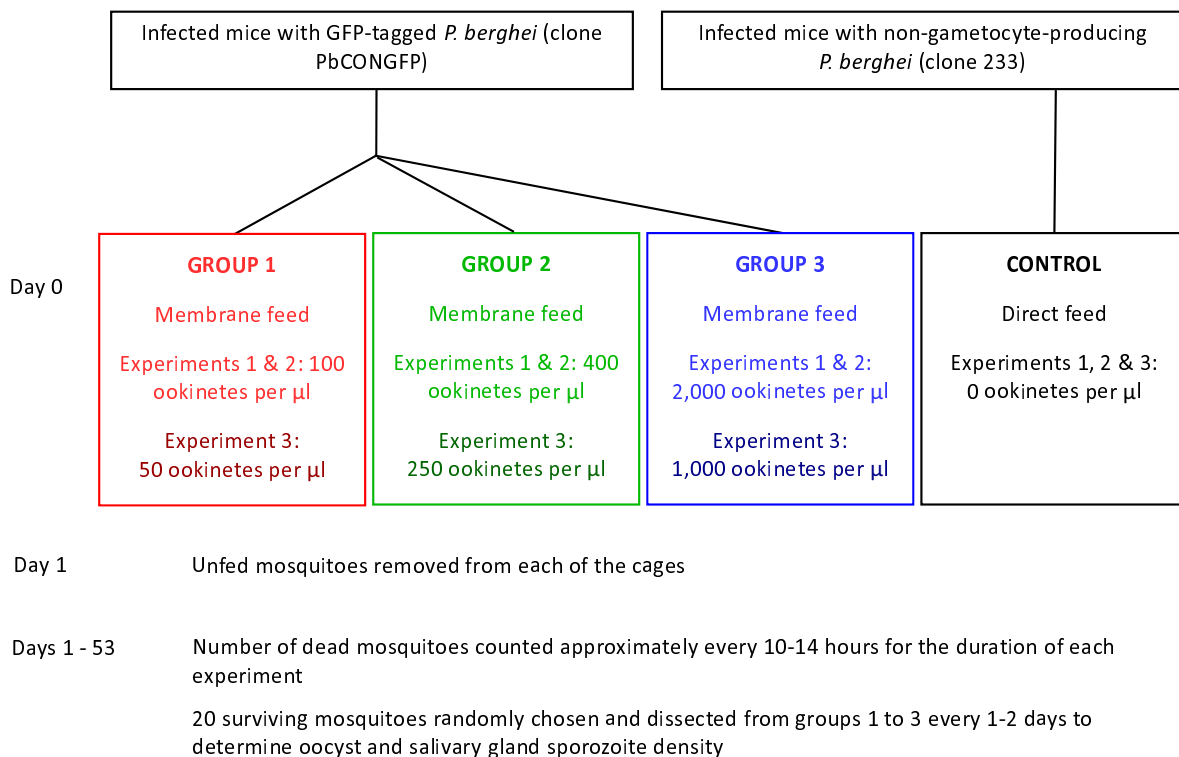 Infected mice with GFP-tagged P. berghei (clone
PbCONGFP)
Infected mice with non-gametocyte-producing
P. berghei (clone 233)
Day 0
GROUP 1
Membrane feed
Experiments 1 & 2: 100
ookinetes per µl
Experiment 3:
50 ookinetes per µl
GROUP 2
Membrane feed
Experiments 1 & 2: 400
ookinetes per µl
Experiment 3:
250 ookinetes per µl
GROUP 3
Membrane feed
Experiments 1 & 2:
2,000 ookinetes per µl
Experiment 3:
1,000 ookinetes per µl
CONTROL
Direct feed
Experiments 1, 2 & 3:
0 ookinetes per µl
Day 1
Unfed mosquitoes removed from each of the cages
Days 1 - 53
Number of dead mosquitoes counted approximately every 10-14 hours for the duration of each
experiment
20 surviving mosquitoes randomly chosen and dissected from groups 1 to 3 every 1-2 days to
determine oocyst and salivary gland sporozoite density